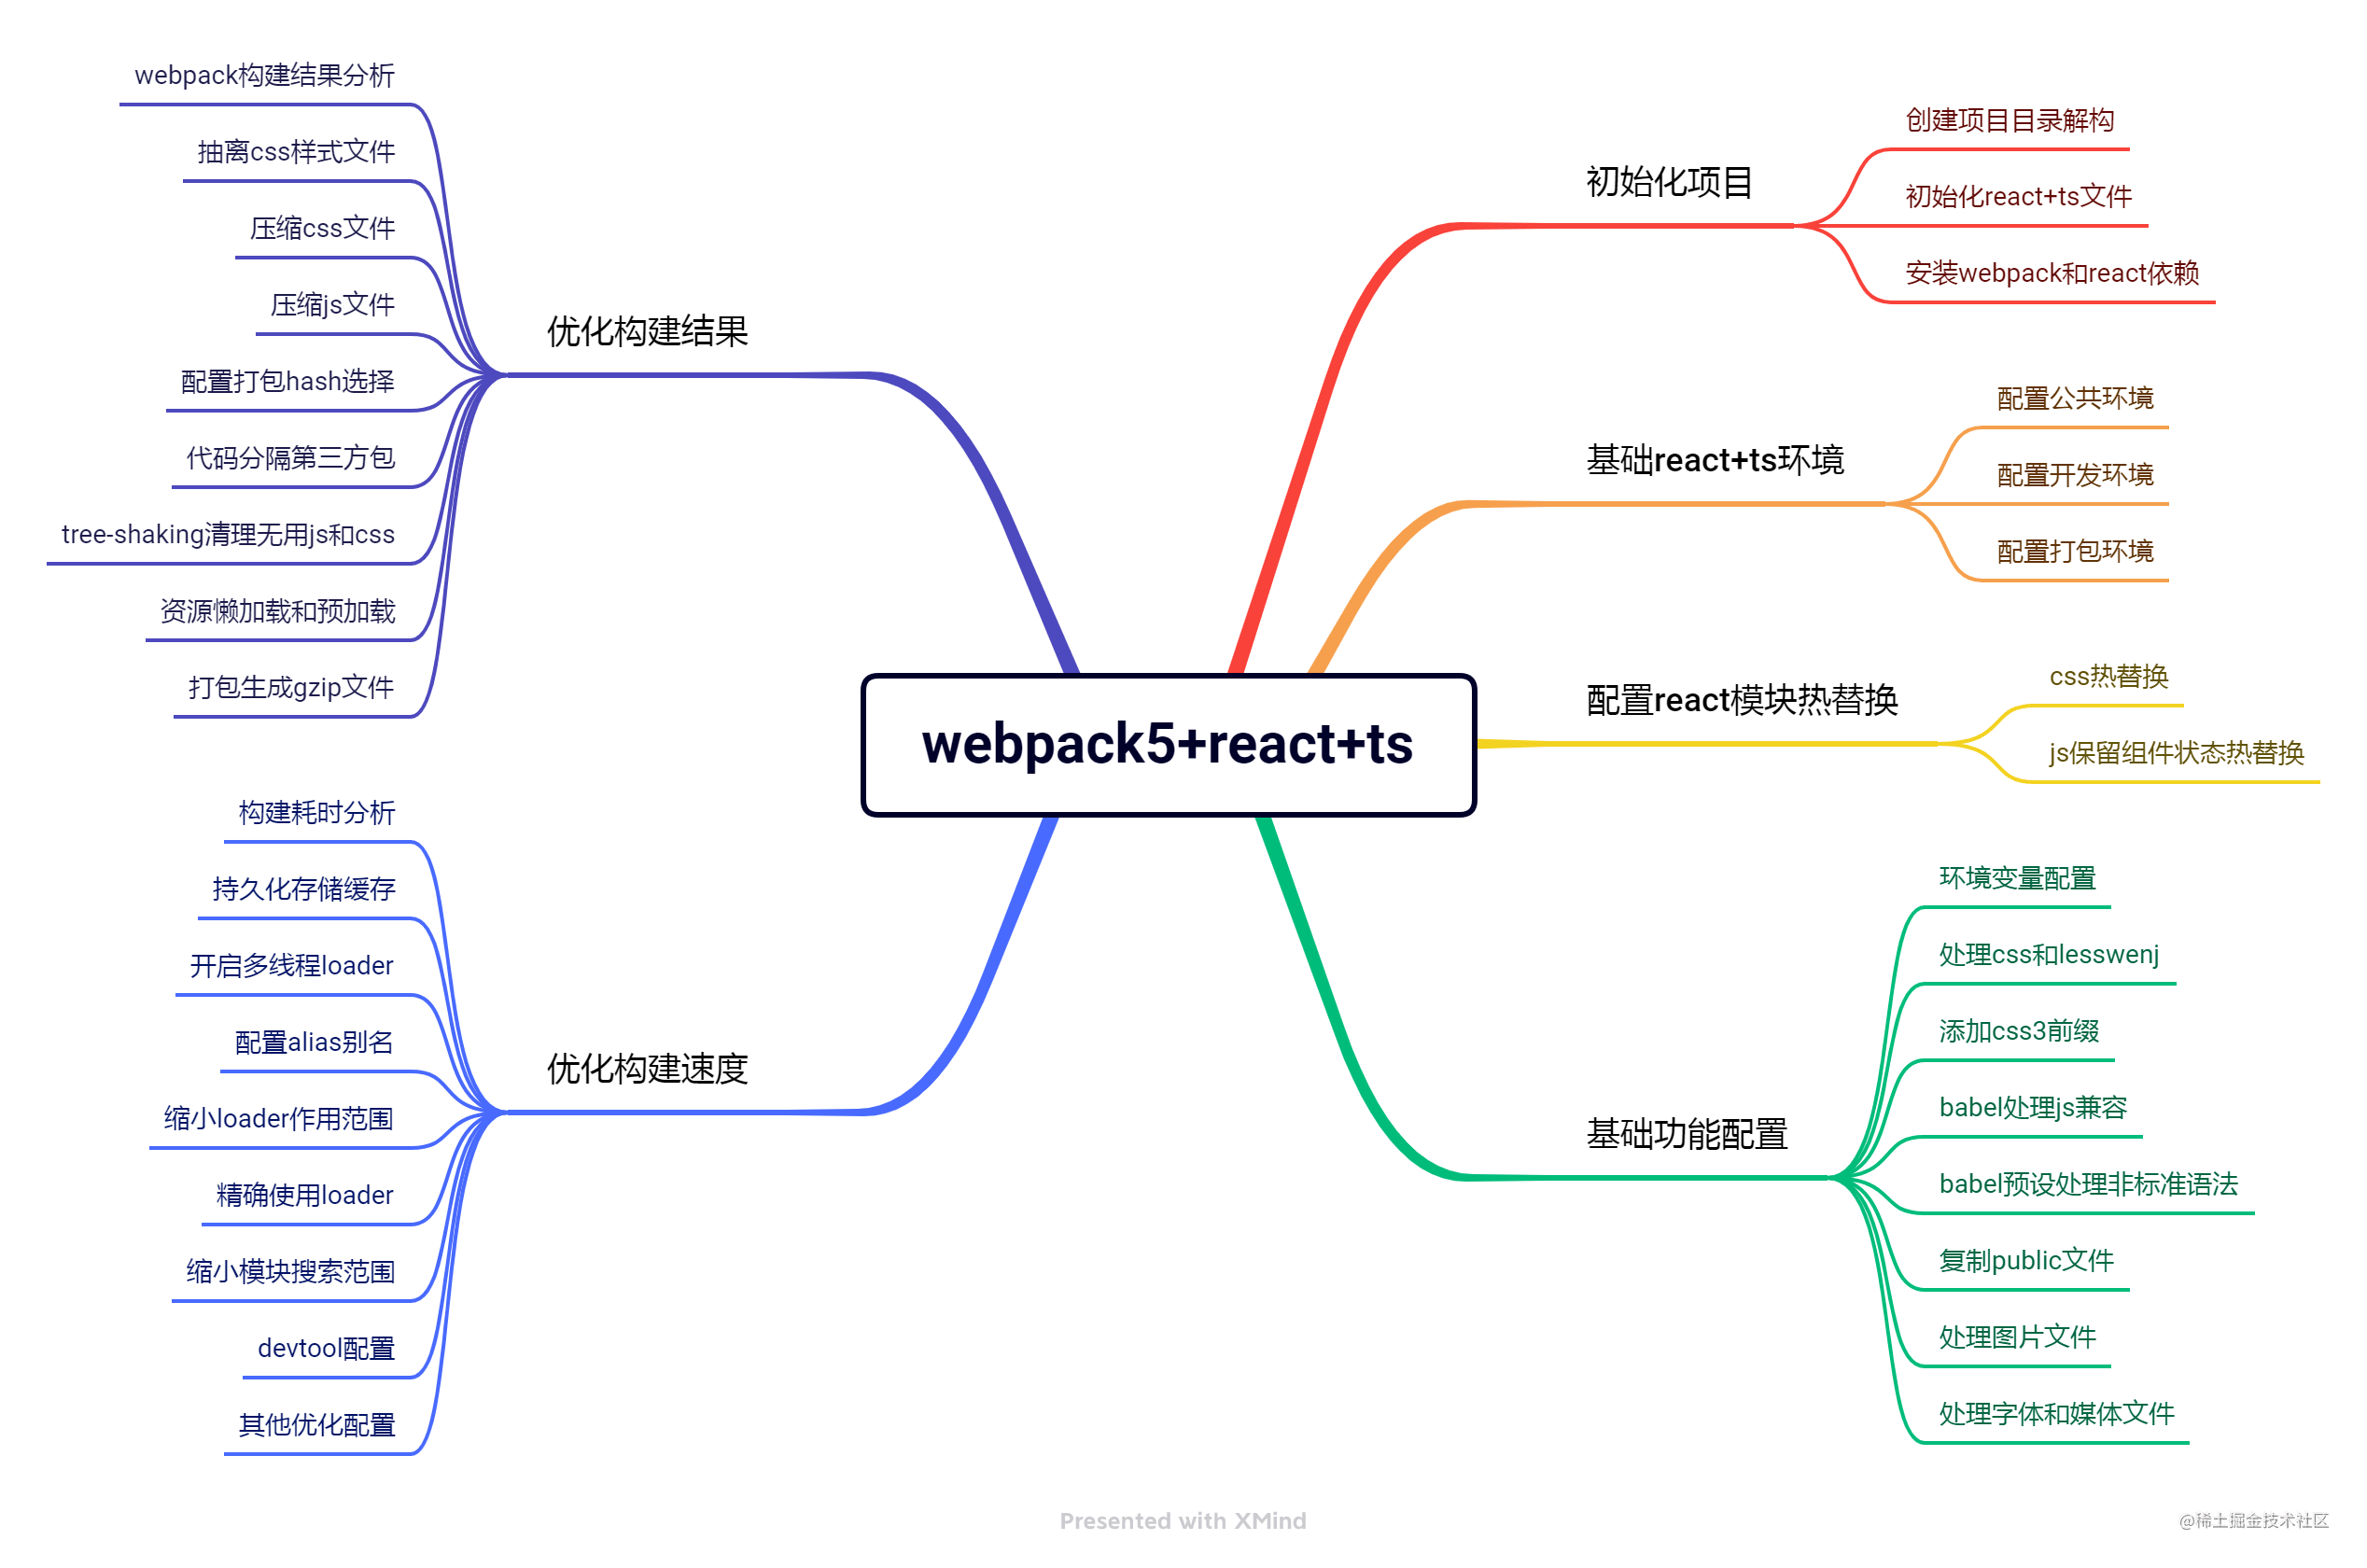 webpack5+react+ts
初始化项目
创建项目目录解构
初始化react+ts文件
安装webpack和react依赖
基础react+ts环境
配置公共环境
配置开发环境
配置打包环境
配置react模块热替换
css热替换
js保留组件状态热替换
基础功能配置
环境变量配置
处理css和lesswenj
添加css3前缀
babel处理js兼容
babel预设处理非标准语法
复制public文件
处理图片文件
处理字体和媒体文件
优化构建结果
webpack构建结果分析
抽离css样式文件
压缩css文件
压缩js文件
配置打包hash选择
代码分隔第三方包
tree-shaking清理无用js和css
资源懒加载和预加载
打包生成gzip文件
优化构建速度
构建耗时分析
持久化存储缓存
开启多线程loader
配置alias别名
缩小loader作用范围
精确使用loader
缩小模块搜索范围
devtool配置
其他优化配置
Presented with XMind
@稀土掘金技术社区